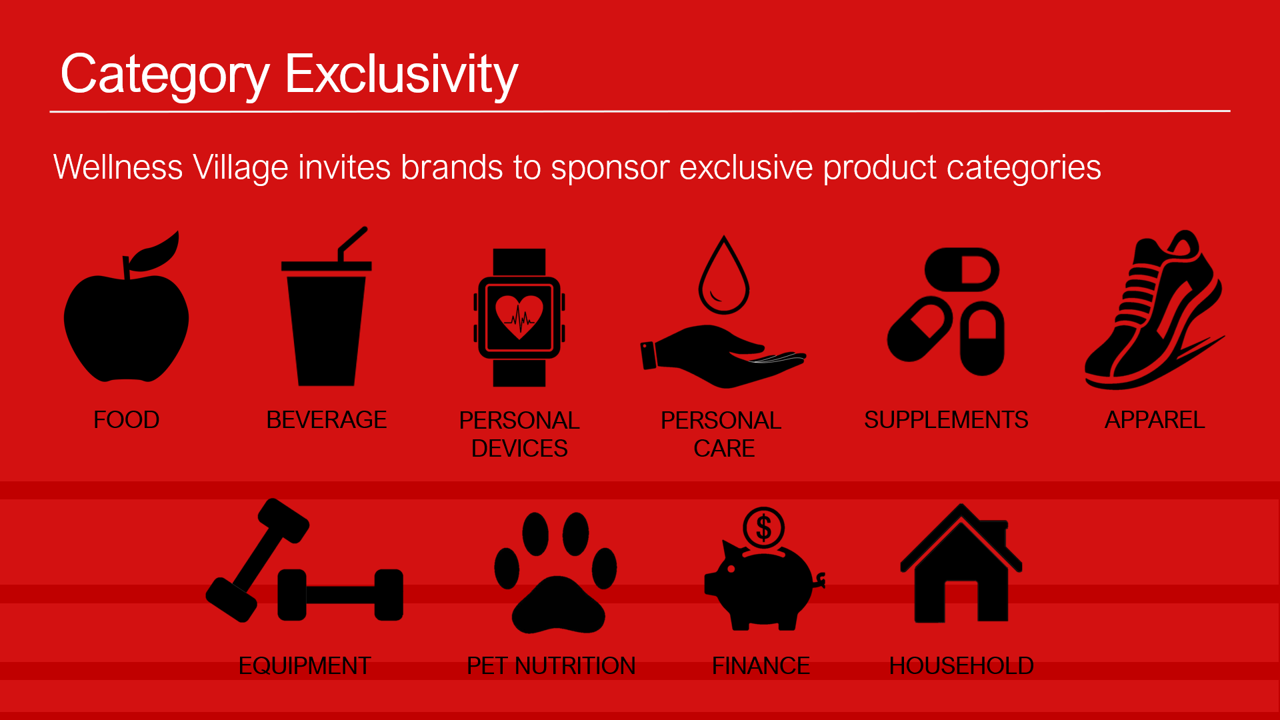 Category Exclusivity
Wellness Village invites brands to sponsor exclusive product categories
FOOD
BEVERAGE
PERSONAL
DEVICES
PERSONAL
CARE
SUPPLEMENTS
APPAREL
$
EQUIPMENT
PET NUTRITION
FINANCE
HOUSEHOLD